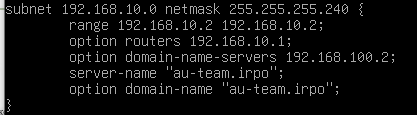 subnet 192.168.10.0 netmask 255.255.255.240 {
range 192.168.10.2 192.168.10.2;
option routers 192.168.10.1;
option domain-name-servers 192.168.100.2;
server-name "au-team.irpo";
option domain-name "au-team.irpo";
}